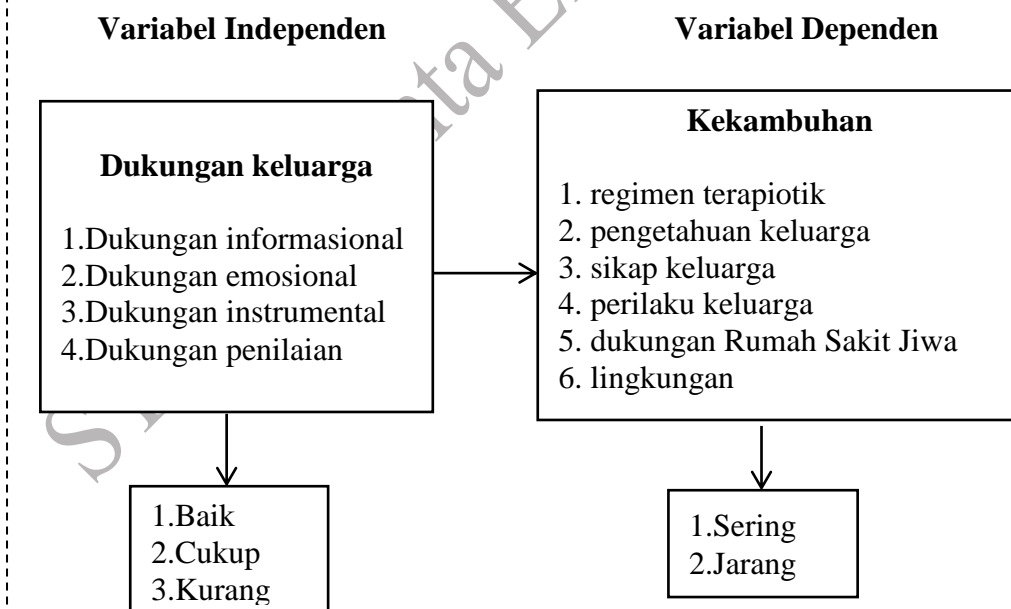 Variabel Independen
Variabel Dependen
Dukungan keluarga
1.Dukungan informasional
2.Dukungan emosional
3.Dukungan instrumental
4.Dukungan penilaian
Kekambuhan
1. regimen terapiotik
2. pengetahuan keluarga
3. sikap keluarga
4. perilaku keluarga
5. dukungan Rumah Sakit Jiwa
6. lingkungan
1.Baik
2.Cukup
3.Kurang
1.Sering
2.Jarang